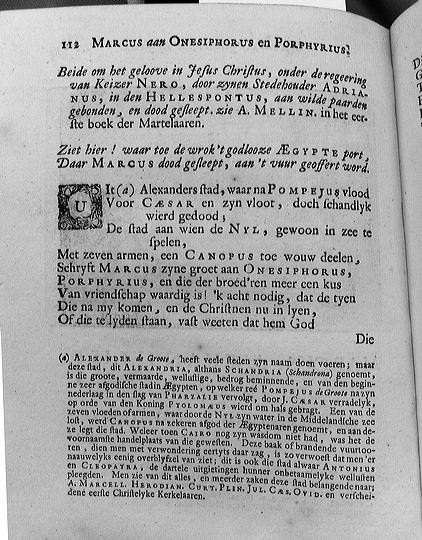 112 MARCUS aan ONESIPHORUS en PORPHYRIUS.
Beide om het geloove in Jesus Christus, onder de regeering
van Keizer NERO, door zynen Stedehouder ADRIA-
NUS, in den HELLESPONTUS, aan wilde paarden
gebonden, en dood gesleept. zie A. MELLIN. in het eer-
ste boek der Martelaaren.
Ziet hier! waar toe de wrok 't godlooze ÆGYPTE port,
Daar MARCUS dood gesleept, aan 't vuur geoffert word.
UIt (a) Alexanders stad, waar na POMPEJUS vlood
Voor CÆSAR en zyn vloot, doch schandlyk
wierd gedood;
De stad aan wien de NYL, gewoon in zee te
spelen,
Met zeven armen, een CANOPUS toe wouw deelen,
Schryft MARCUS zyne groet aan ONESIPHORUS,
PORPHYRIUS, en die der broed'ren meer een kus
Van vriendschap waardig is! 'k acht nodig, dat de tyen
Die na my komen, en de Christnen nu in lyen,
Of die te lyden staan, vast weeten dat hem God
Die
(a) ALEXANDER de Groote, heeft veele steden zyn naam doen voeren; maar
deze stad, die ALEXANDRIA, althans SCHANDRIA (Schandrona) genoemt,
is die groote, vermaarde, wellustige, bedrog beminnende, en van den begin-
ne zeer afgodische stad in Ægypten, op welker reê POMPEJUS de Groote na zyn
nederlaag in den slag van PHARZALIE vervolgt, door J. CÆSAR verradelyk,
op orde van den Koning PTOLOMÆUS wierd om hals gebragt. Een van de
zeven vloeden of armen, waar door de NYL zyn water in de Middelandsche zee
lost, werd CANOPUS na zekeren afgod der Ægyptenaren genoemt, en aan de-
ze legt die stad. Weleer toen CAIRO nog zyn wasdom niet had, was het de
voornaamste handelplaats van die gewesten. Deze baak of brandende vuurtoo-
ren, dien men met verwondering eertyts daar zag, is zo verwoest dat men 'er
nauwelyks eenig overblyfzel van ziet; dit is ook die stad alwaar ANTONIUS
en CLEOPATRA, de dartele uitgietingen hunner onbetaamelyke wellusten
pleegden. Men zie van dit alles, en meerder zaken deze stad belangende naar;
A. MARCELL. HERODIAN. CURT. PLIN. JUL. CÆS. OVID. en verschei-
dene eerste Christelyke Kerkelaaren.